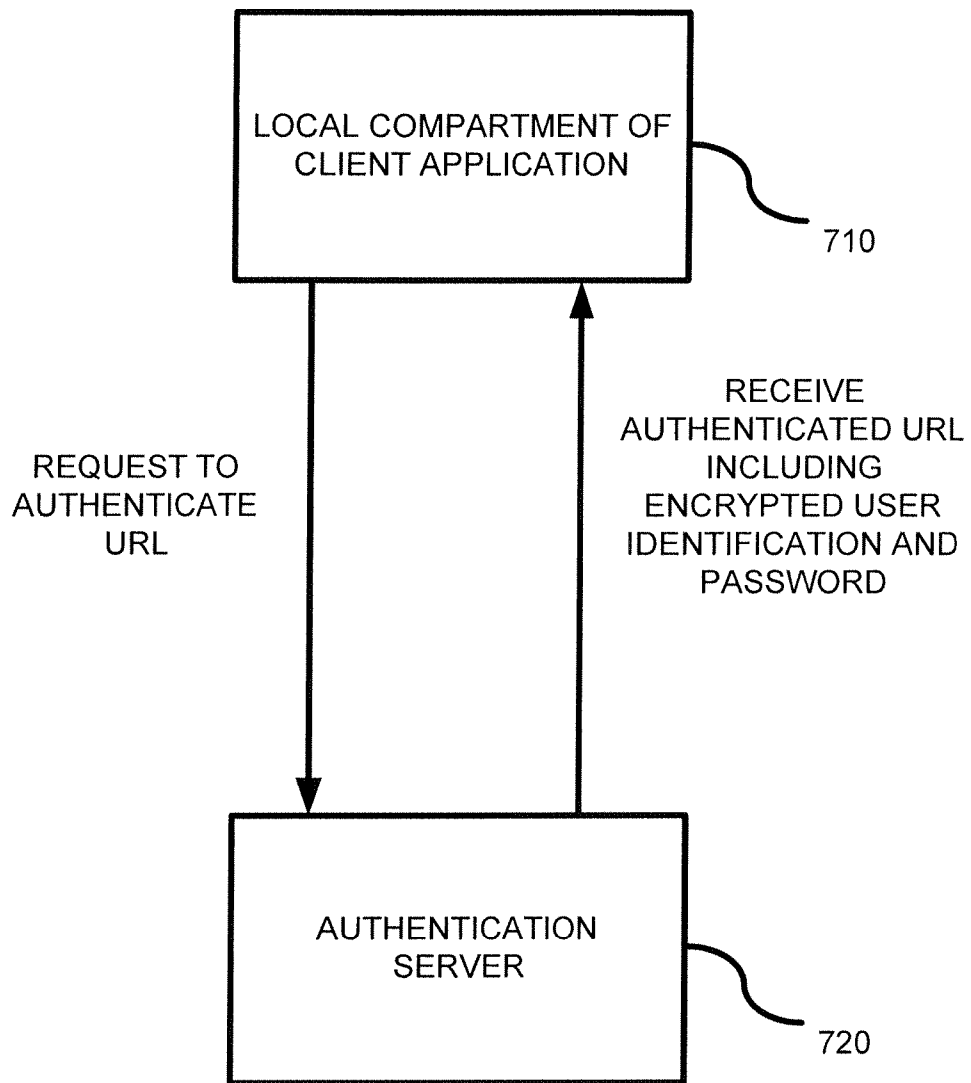 LOCAL COMPARTMENT OF
CLIENT APPLICATION
710
REQUEST TO
AUTHENTICATE
URL
RECEIVE
AUTHENTICATED URL
INCLUDING
ENCRYPTED USER
IDENTIFICATION AND
PASSWORD
AUTHENTICATION
SERVER
720